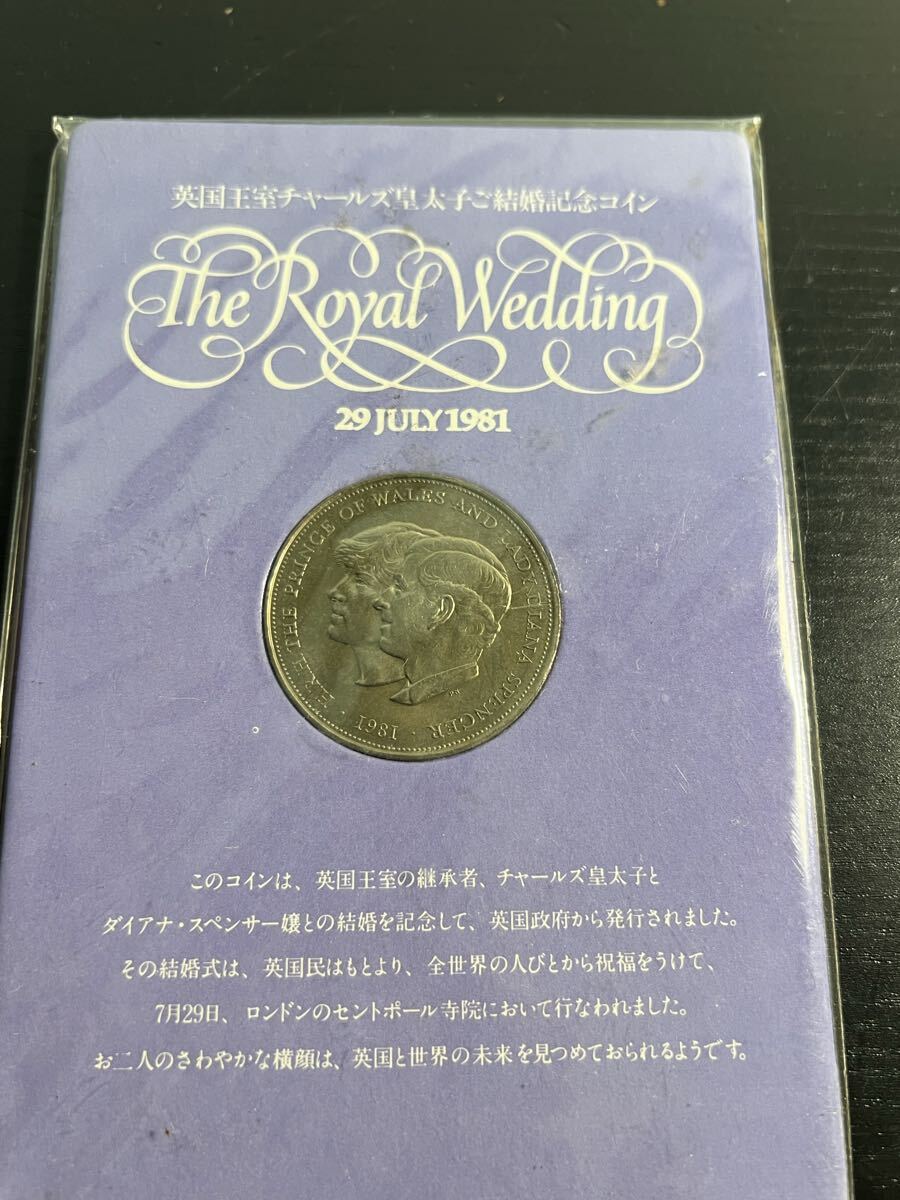 英国王室チャールズ皇太子ご結婚記念コイン
The Royal Wedding
29 JULY 1981
H.R.H. THE PRINCE OF WALES AND LADY DIANA SPENCER · 1981
このコインは、英国王室の継承者、チャールズ皇太子と
ダイアナ・スペンサー嬢との結婚を記念して、英国政府から発行されました。
その結婚式は、英国民はもとより、全世界の人びとから祝福をうけて、
7月29日、ロンドンのセントポール寺院において行なわれました。
お二人のさわやかな横顔は、英国と世界の未来を見つめておられるようです。